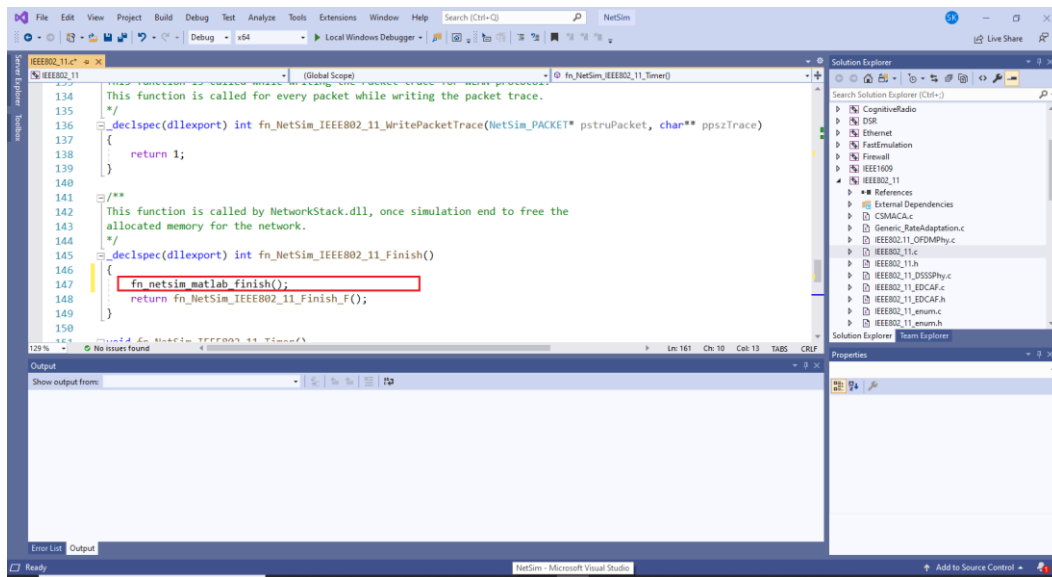 File Edit View Project Build Debug Test Analyze Tools Extensions Window Help Search (Ctrl+Q) NetSim SK
Debug x64 Local Windows Debugger Live Share
Server Explorer
Toolbox
IEEE802_11.c*
IEEE802_11 (Global Scope) fn_NetSim_IEEE802_11_Timer()
134 This function is called for every packet while writing the packet trace.
135 */
136 _declspec(dllexport) int fn_NetSim_IEEE802_11_WritePacketTrace(NetSim_PACKET* pstruPacket, char** ppszTrace)
137 {
138 return 1;
139 }
140
141 /**
142 This function is called by NetworkStack.dll, once simulation end to free the
143 allocated memory for the network.
144 */
145 _declspec(dllexport) int fn_NetSim_IEEE802_11_Finish()
146 {
147 fn_netsim_matlab_finish();
148 return fn_NetSim_IEEE802_11_Finish_F();
149 }
150
129 % No issues found Ln: 161 Ch: 10 Col: 13 TABS CRLF
Output
Show output from:
Error List Output
Solution Explorer
Search Solution Explorer (Ctrl+;)
CognitiveRadio
DSR
Ethernet
FastEmulation
Firewall
IEEE1609
IEEE802_11
References
External Dependencies
CSMACA.c
Generic_RateAdaptation.c
IEEE802.11_OFDMPhy.c
IEEE802_11.c
IEEE802_11.h
IEEE802_11_DSSSPhy.c
IEEE802_11_EDCAF.c
IEEE802_11_EDCAF.h
IEEE802_11_enum.c
IEEE802_11_enum.h
Solution Explorer Team Explorer
Properties
Ready NetSim - Microsoft Visual Studio Add to Source Control